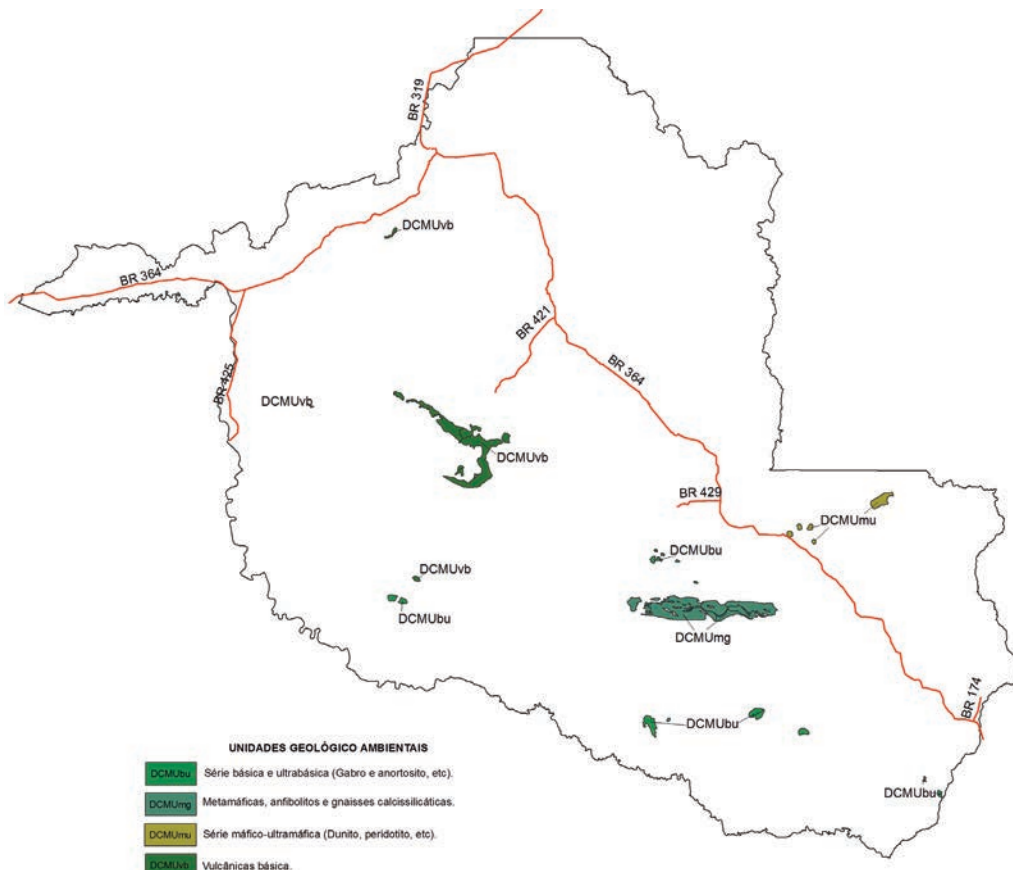 BR 319
DCMUvb
BR 364
BR 421
BR 425
BR 364
DCMUvb
DCMUvb
BR 429
DCMUmu
DCMUbu
DCMUvb
DCMUbu
DCMUmg
BR 174
DCMUbu
DCMUbu
UNIDADES GEOLÓGICO AMBIENTAIS
DCMUbu Série básica e ultrabásica (Gabro e anortosito, etc).
DCMUmg Metamáficas, anfibolitos e gnaisses calcissilicáticas.
DCMUmu Série máfico-ultramáfica (Dunito, peridotito, etc).
DCMUvb Vulcânicas básica.